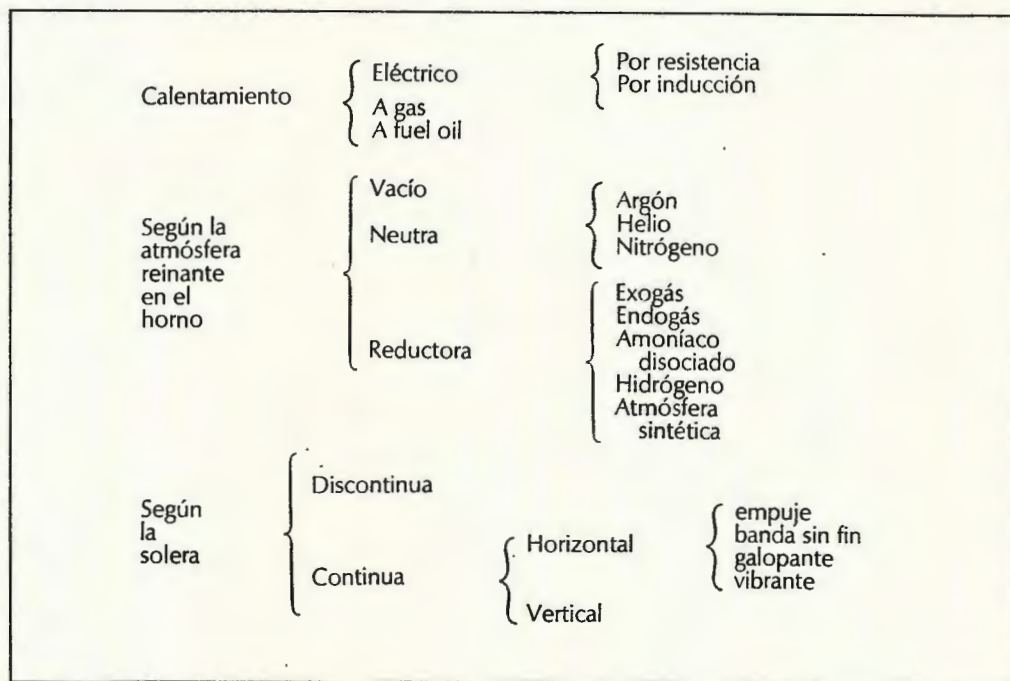 Calentamiento
Eléctrico
A gas
A fuel oil
Por resistencia
Por inducción
Según la
atmósfera
reinante
en el
horno
Vacío
Neutra
Reductora
Argón
Helio
Nitrógeno
Exogás
Endogás
Amoníaco
disociado
Hidrógeno
Atmósfera
sintética
Según
la
solera
Discontinua
Continua
Horizontal
Vertical
empuje
banda sin fin
galopante
vibrante